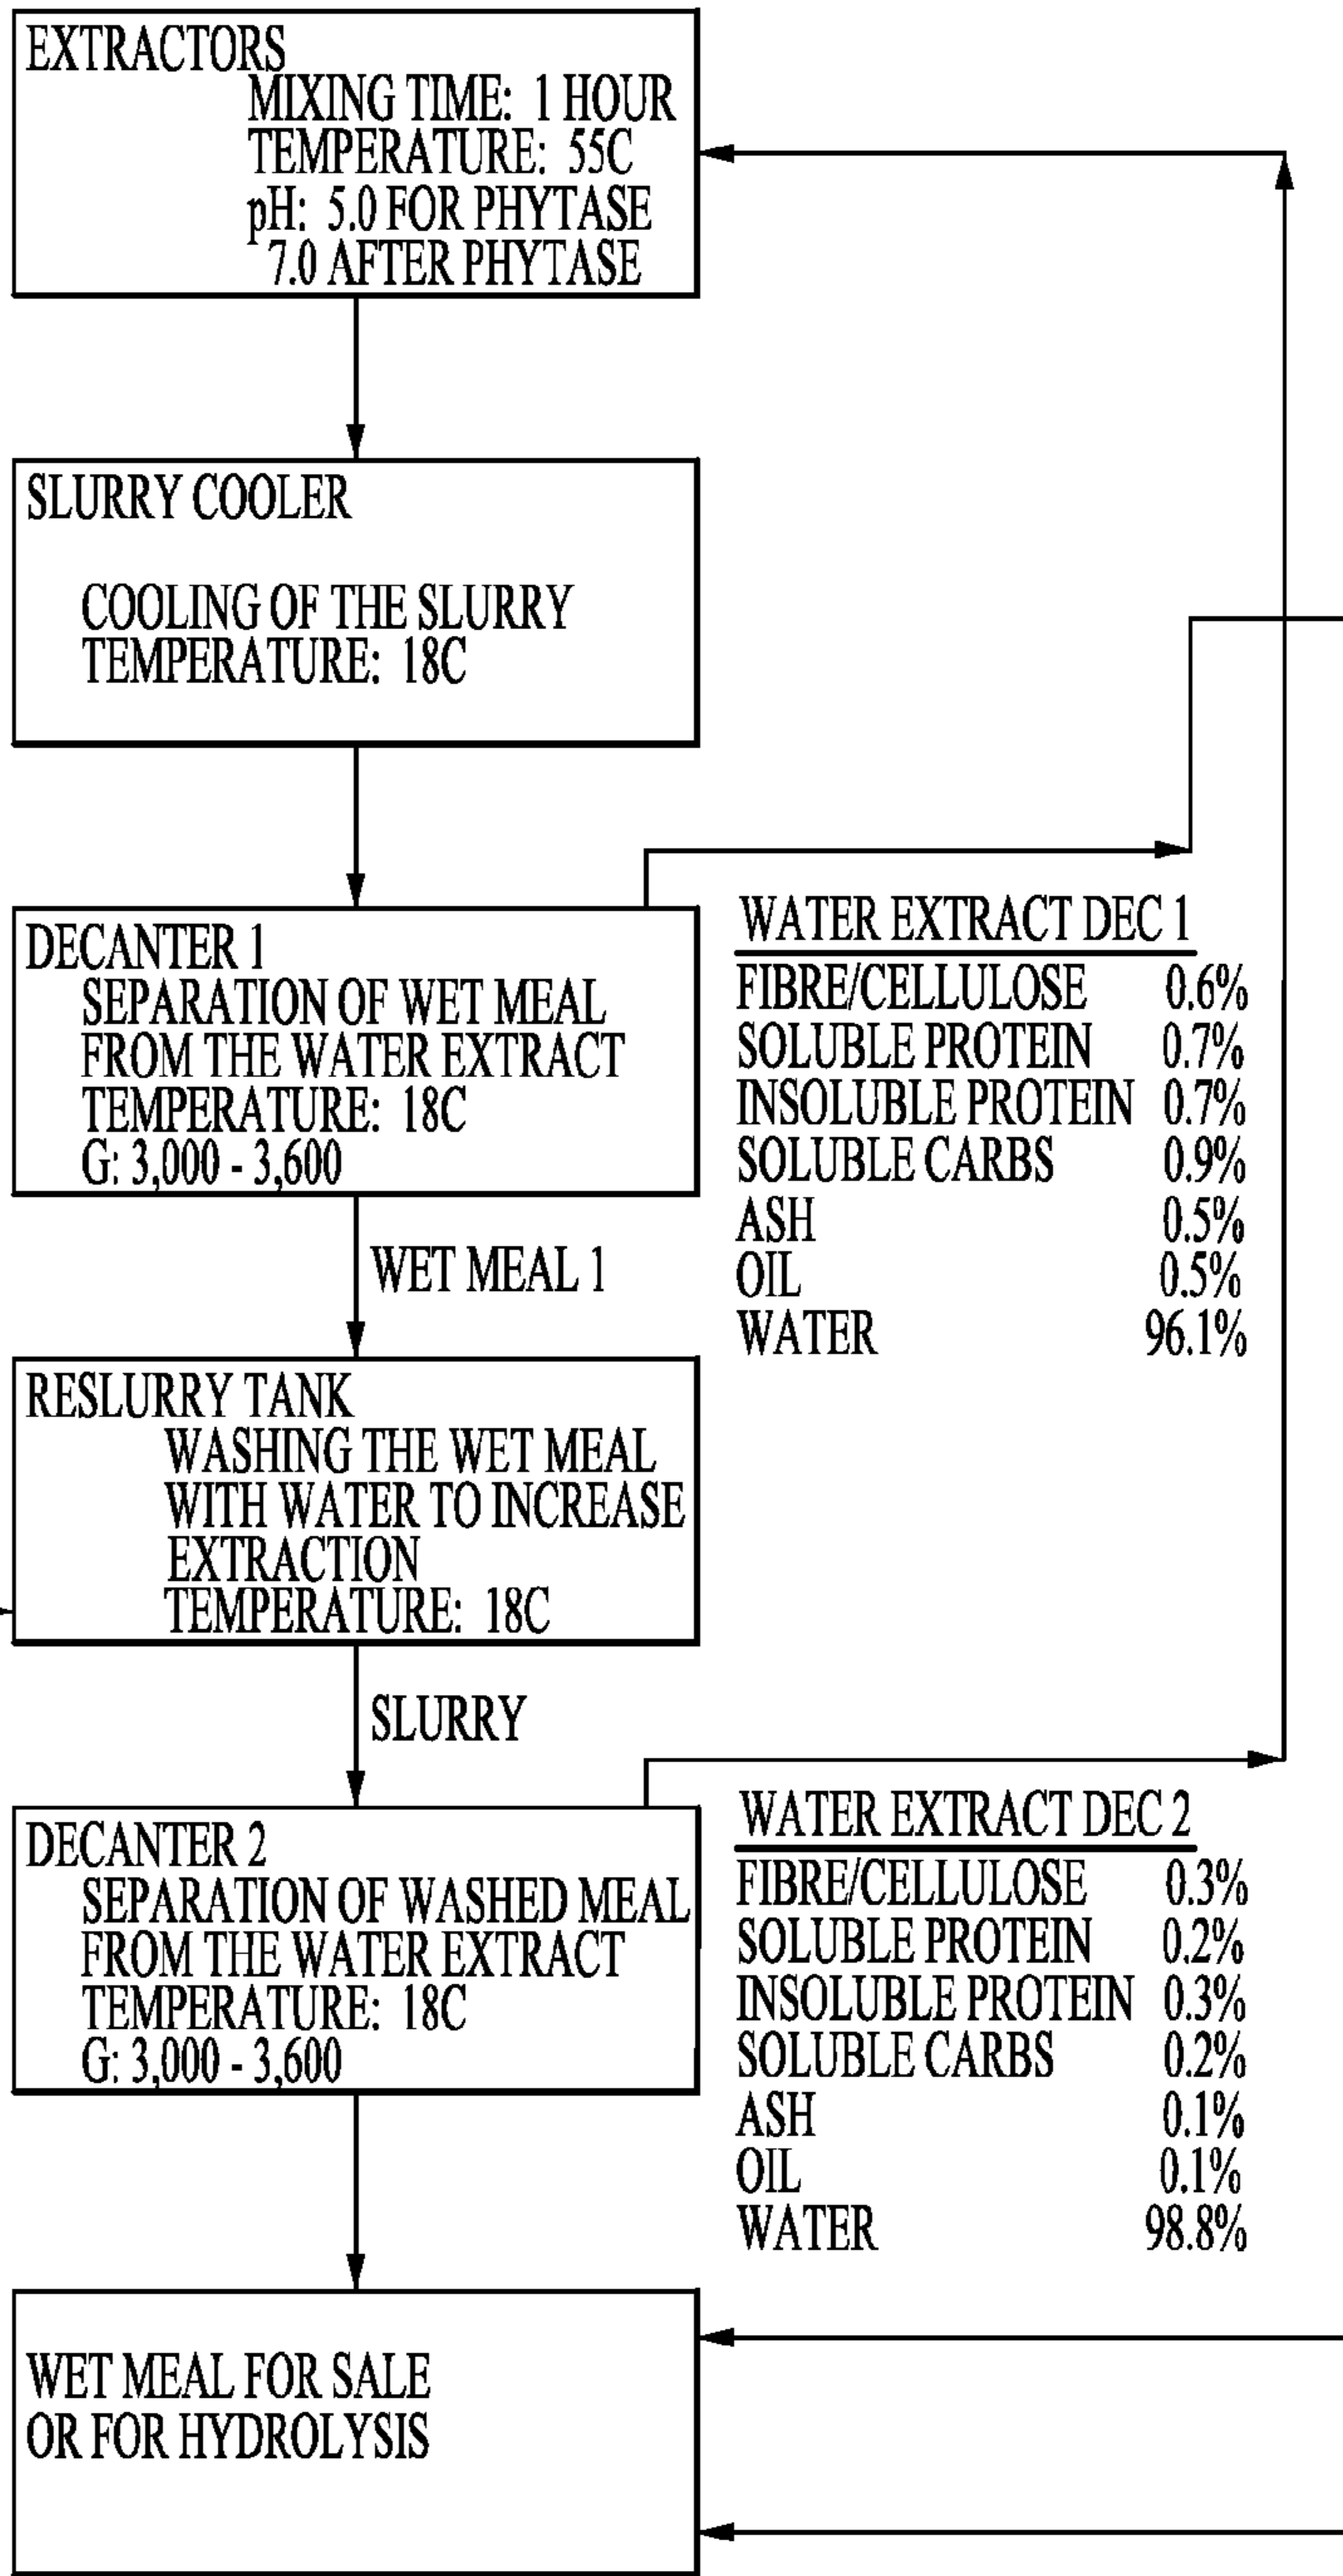 EXTRACTORS
MIXING TIME: 1 HOUR
TEMPERATURE: 55C
pH: 5.0 FOR PHYTASE
7.0 AFTER PHYTASE
SLURRY COOLER
COOLING OF THE SLURRY
TEMPERATURE: 18C
DECANTER 1
SEPARATION OF WET MEAL
FROM THE WATER EXTRACT
TEMPERATURE: 18C
G: 3,000 - 3,600
WATER EXTRACT DEC 1
FIBRE/CELLULOSE 0.6%
SOLUBLE PROTEIN 0.7%
INSOLUBLE PROTEIN 0.7%
SOLUBLE CARBS 0.9%
ASH 0.5%
OIL 0.5%
WATER 96.1%
WET MEAL 1
RESLURRY TANK
WASHING THE WET MEAL
WITH WATER TO INCREASE
EXTRACTION
TEMPERATURE: 18C
SLURRY
DECANTER 2
SEPARATION OF WASHED MEAL
FROM THE WATER EXTRACT
TEMPERATURE: 18C
G: 3,000 - 3,600
WATER EXTRACT DEC 2
FIBRE/CELLULOSE 0.3%
SOLUBLE PROTEIN 0.2%
INSOLUBLE PROTEIN 0.3%
SOLUBLE CARBS 0.2%
ASH 0.1%
OIL 0.1%
WATER 98.8%
WET MEAL FOR SALE
OR FOR HYDROLYSIS